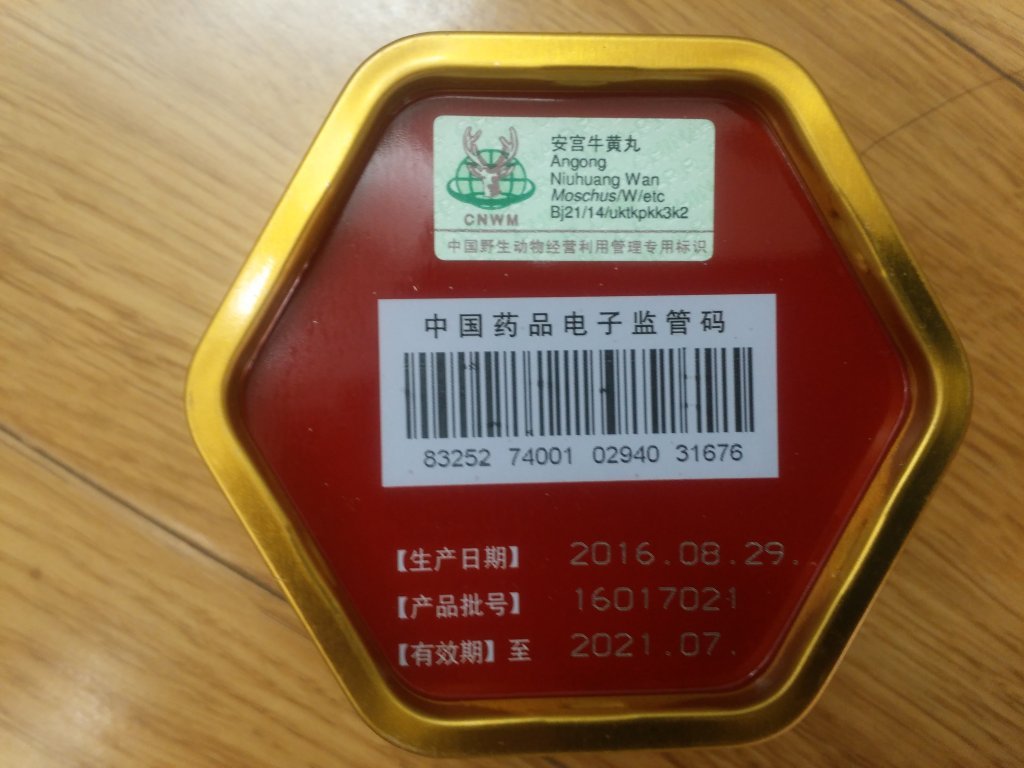 安宫牛黄丸
Angong
Niuhuang Wan
Moschus/W/etc
Bj21/14/uktkpkk3k2
CNWM
中国野生动物经营利用管理专用标识
中国药品电子监管码
83252 74001 02940 31676
【生产日期】 2016.08.29.
【产品批号】 16017021
【有效期】至 2021.07.